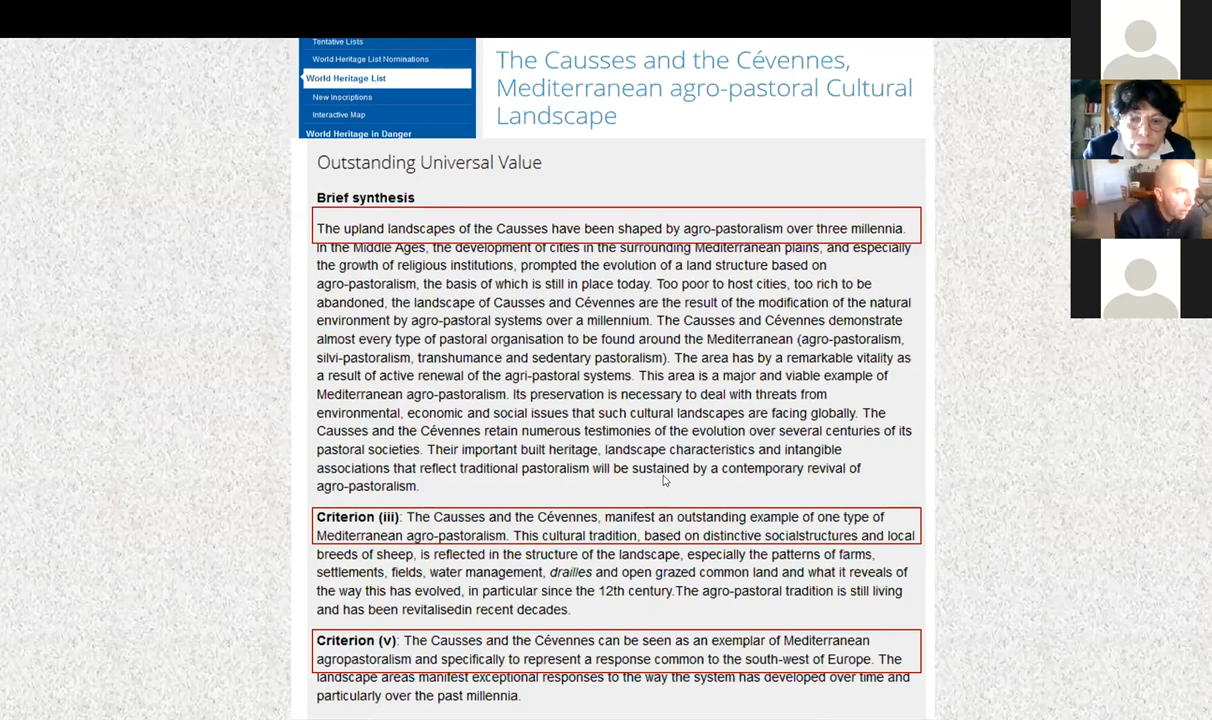 Tentative Lists
World Heritage List Nominations
World Heritage List
New Inscriptions
Interactive Map
World Heritage in Danger
The Causses and the Cévennes,
Mediterranean agro-pastoral Cultural
Landscape
Outstanding Universal Value
Brief synthesis
The upland landscapes of the Causses have been shaped by agro-pastoralism over three millennia.
In the Middle Ages, the development of cities in the surrounding Mediterranean plains, and especially
the growth of religious institutions, prompted the evolution of a land structure based on
agro-pastoralism, the basis of which is still in place today. Too poor to host cities, too rich to be
abandoned, the landscape of Causses and Cévennes are the result of the modification of the natural
environment by agro-pastoral systems over a millennium. The Causses and Cévennes demonstrate
almost every type of pastoral organisation to be found around the Mediterranean (agro-pastoralism,
silvi-pastoralism, transhumance and sedentary pastoralism). The area has by a remarkable vitality as
a result of active renewal of the agri-pastoral systems. This area is a major and viable example of
Mediterranean agro-pastoralism. Its preservation is necessary to deal with threats from
environmental, economic and social issues that such cultural landscapes are facing globally. The
Causses and the Cévennes retain numerous testimonies of the evolution over several centuries of its
pastoral societies. Their important built heritage, landscape characteristics and intangible
associations that reflect traditional pastoralism will be sustained by a contemporary revival of
agro-pastoralism.
Criterion (iii): The Causses and the Cévennes, manifest an outstanding example of one type of
Mediterranean agro-pastoralism. This cultural tradition, based on distinctive socialstructures and local
breeds of sheep, is reflected in the structure of the landscape, especially the patterns of farms,
settlements, fields, water management, drailles and open grazed common land and what it reveals of
the way this has evolved, in particular since the 12th century.The agro-pastoral tradition is still living
and has been revitalisedin recent decades.
Criterion (v): The Causses and the Cévennes can be seen as an exemplar of Mediterranean
agropastoralism and specifically to represent a response common to the south-west of Europe. The
landscape areas manifest exceptional responses to the way the system has developed over time and
particularly over the past millennia.